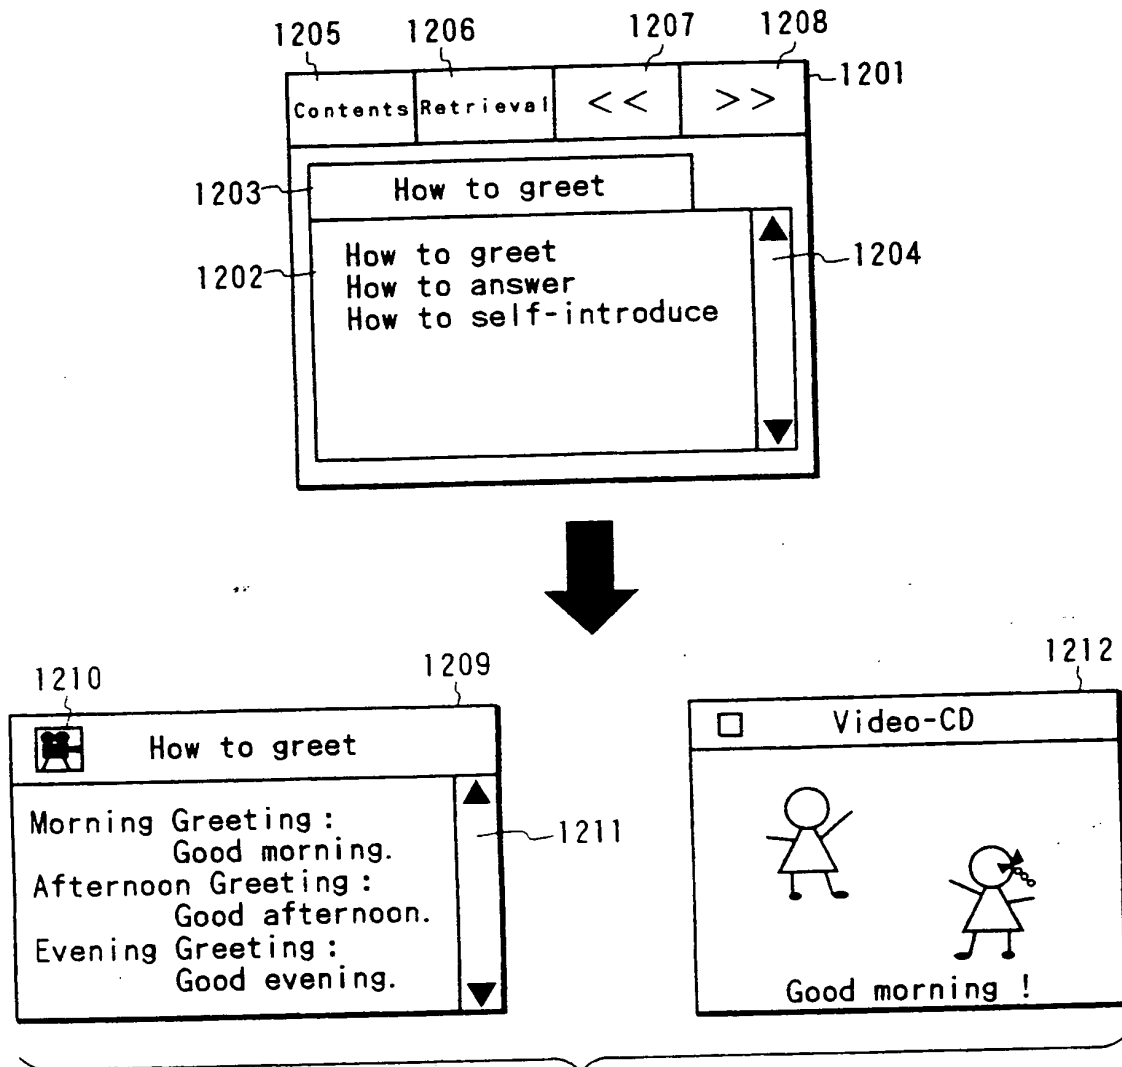 1205 1206 1207 1208
1201
Contents Retrieval << >>
1203 How to greet
1202 How to greet 1204
How to answer
How to self-introduce
1210 1209 1212
How to greet Video-CD
Morning Greeting :
Good morning.
1211
Afternoon Greeting :
Good afternoon.
Evening Greeting :
Good evening.
Good morning !